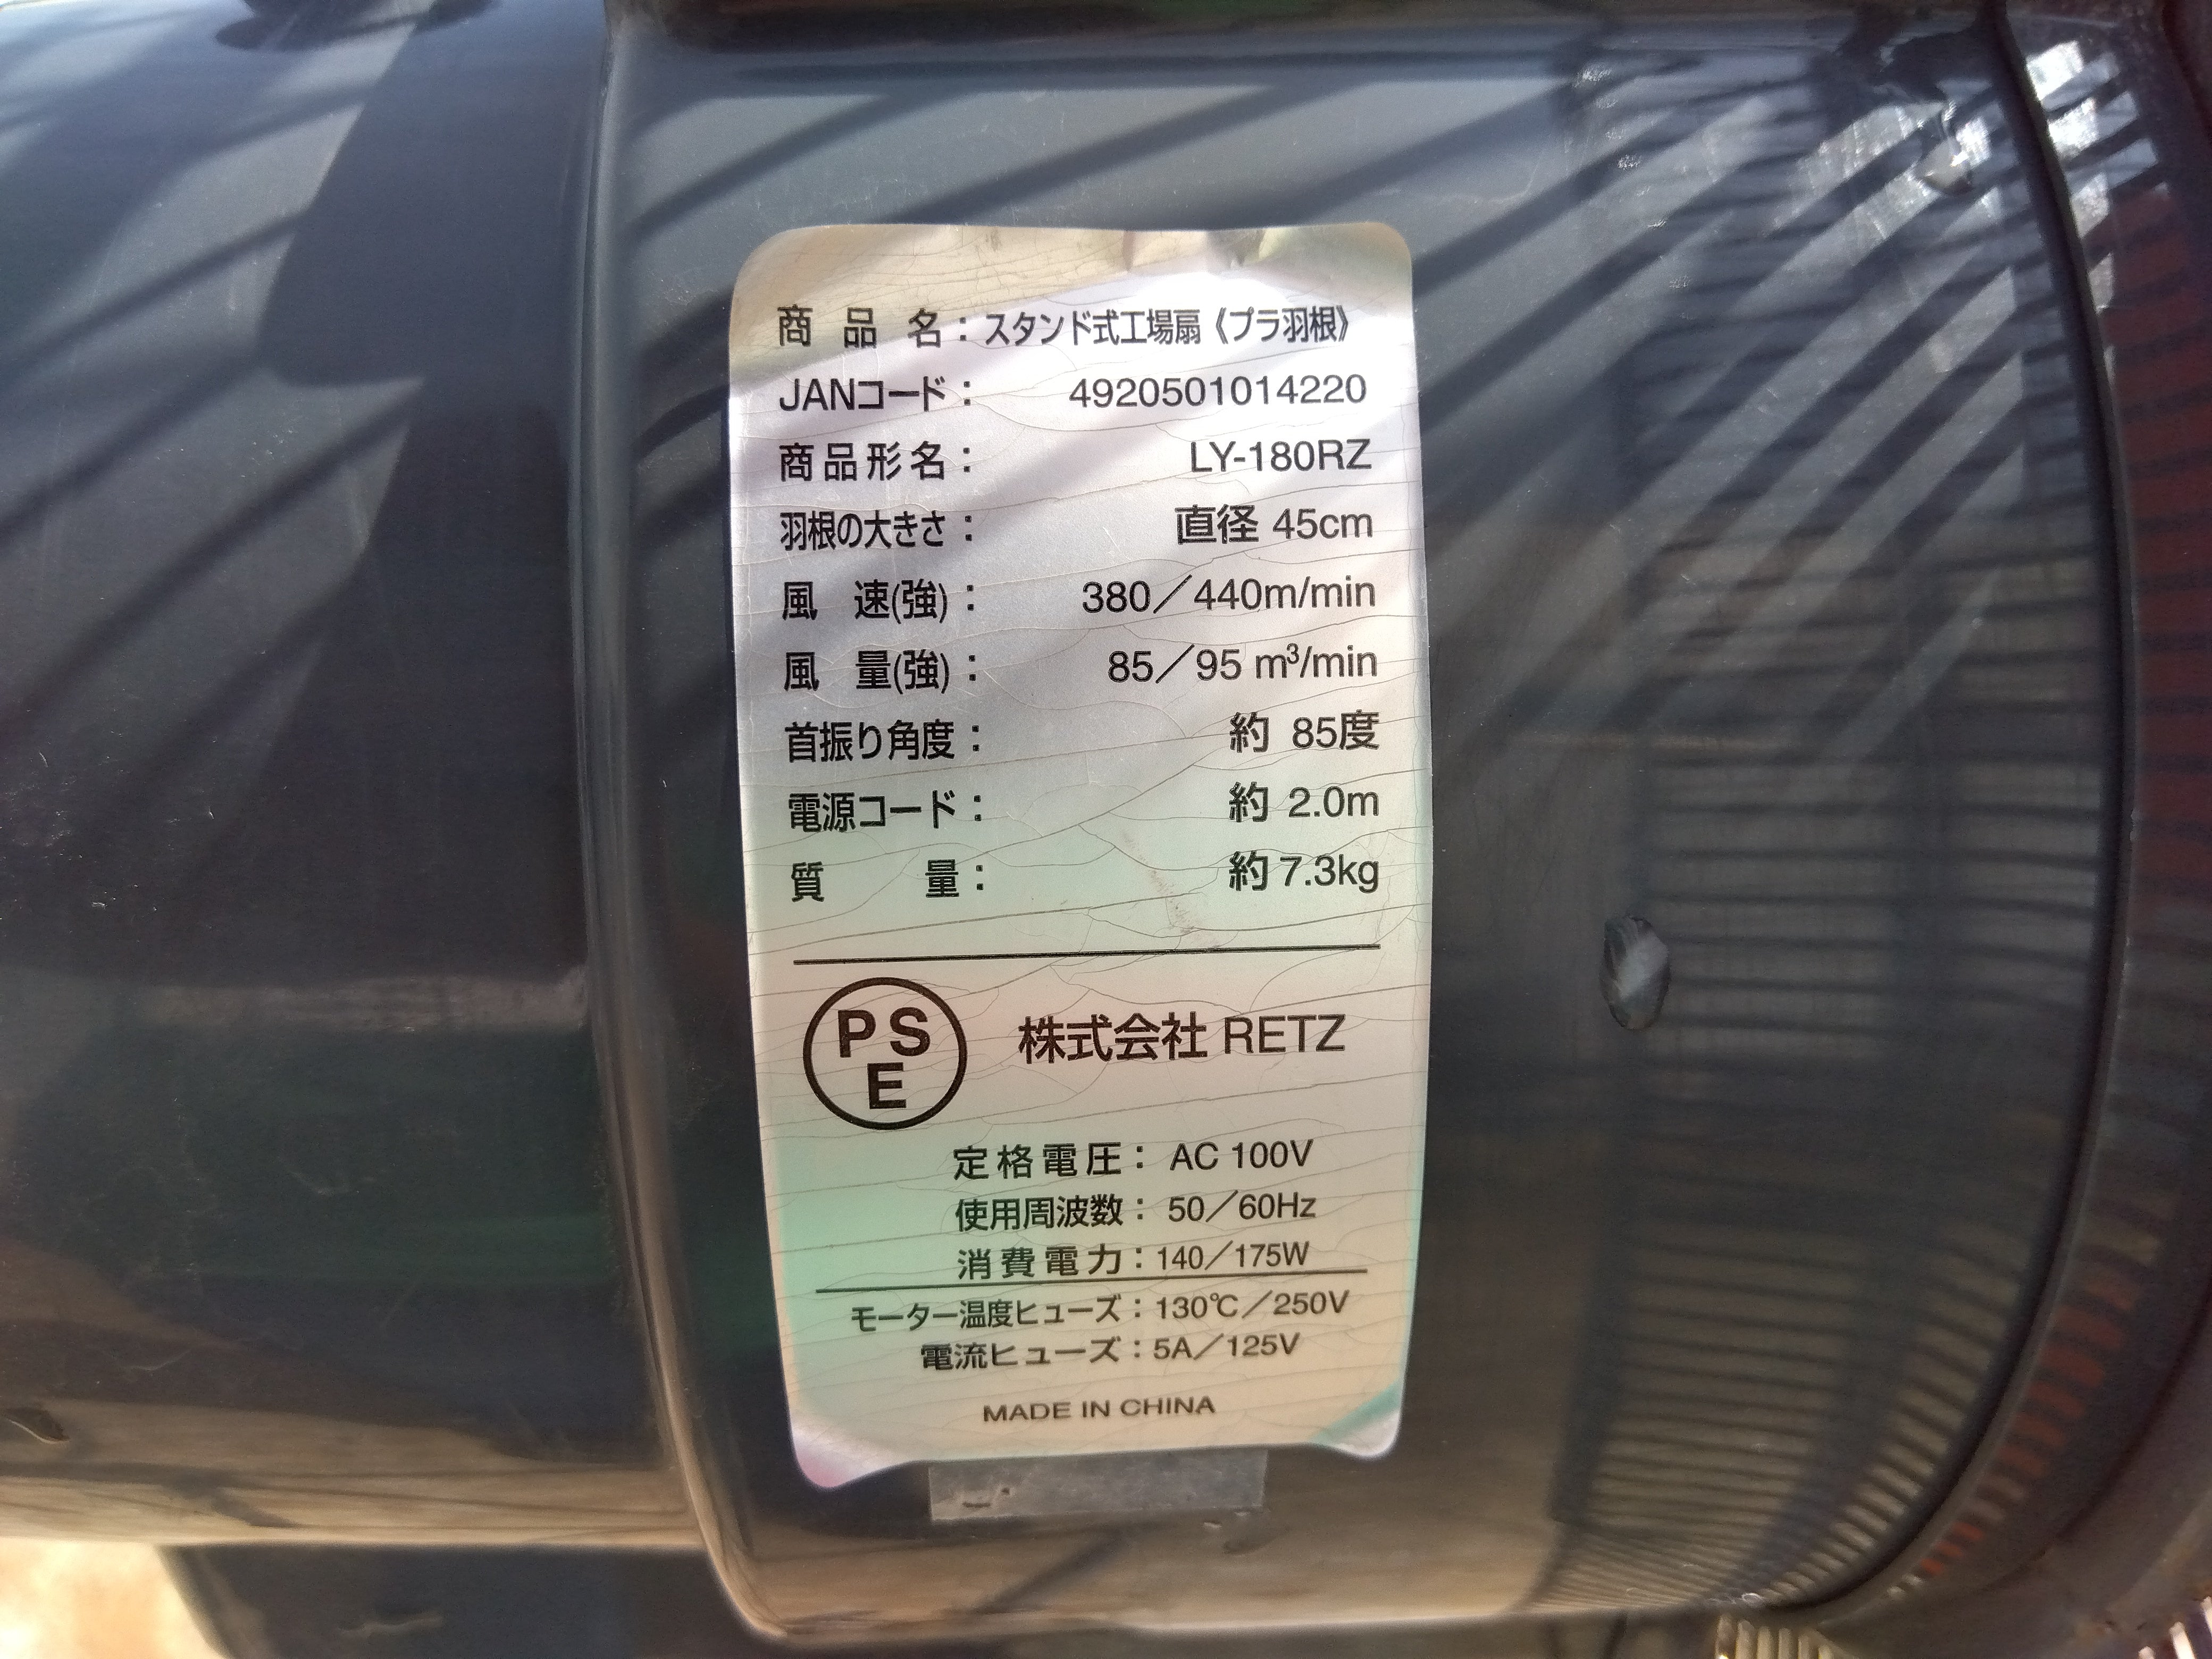 商品名：スタンド式工場扇《プラ羽根》
JANコード： 4920501014220
商品形名： LY-180RZ
羽根の大きさ： 直径 45cm
風 速(強)： 380／440m/min
風 量(強)： 85／95 m³/min
首振り角度： 約 85度
電源コード： 約 2.0m
質 量： 約 7.3kg
PS
E
株式会社 RETZ
定格電圧： AC 100V
使用周波数： 50／60Hz
消費電力：140／175W
モーター温度ヒューズ：130℃／250V
電流ヒューズ：5A／125V
MADE IN CHINA